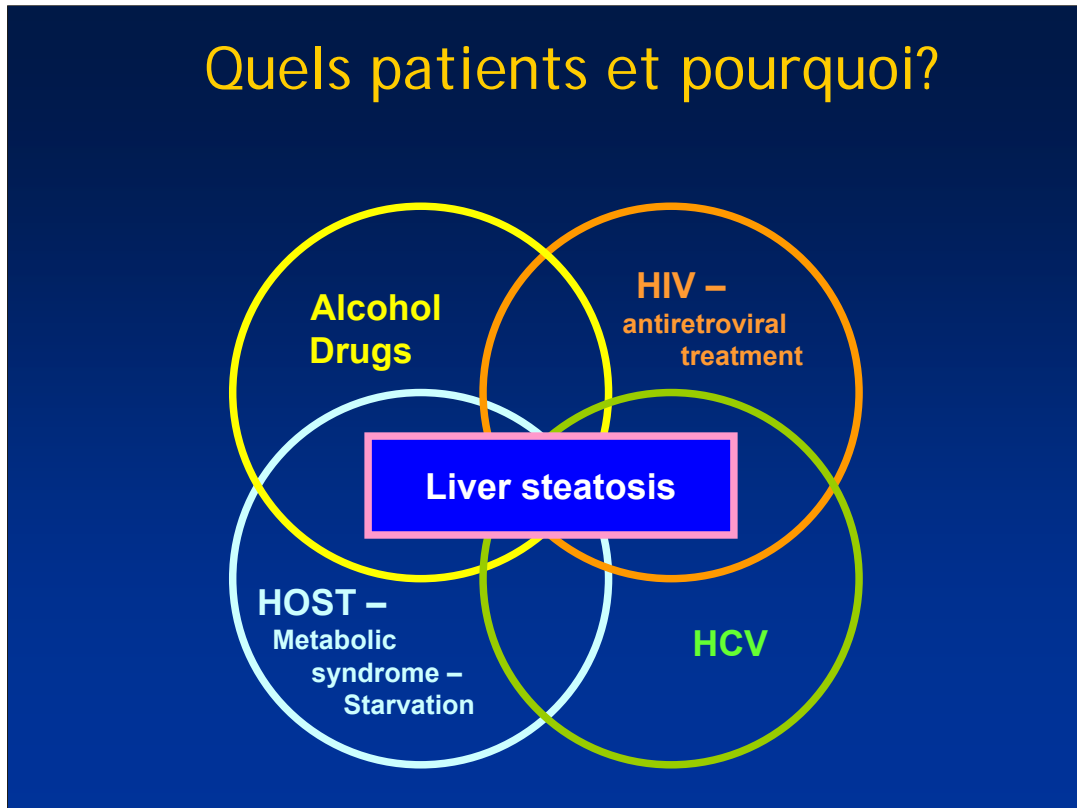 Quels patients et pourquoi?
Alcohol
Drugs
HIV –
antiretroviral
treatment
Liver steatosis
HOST –
Metabolic
syndrome –
Starvation
HCV